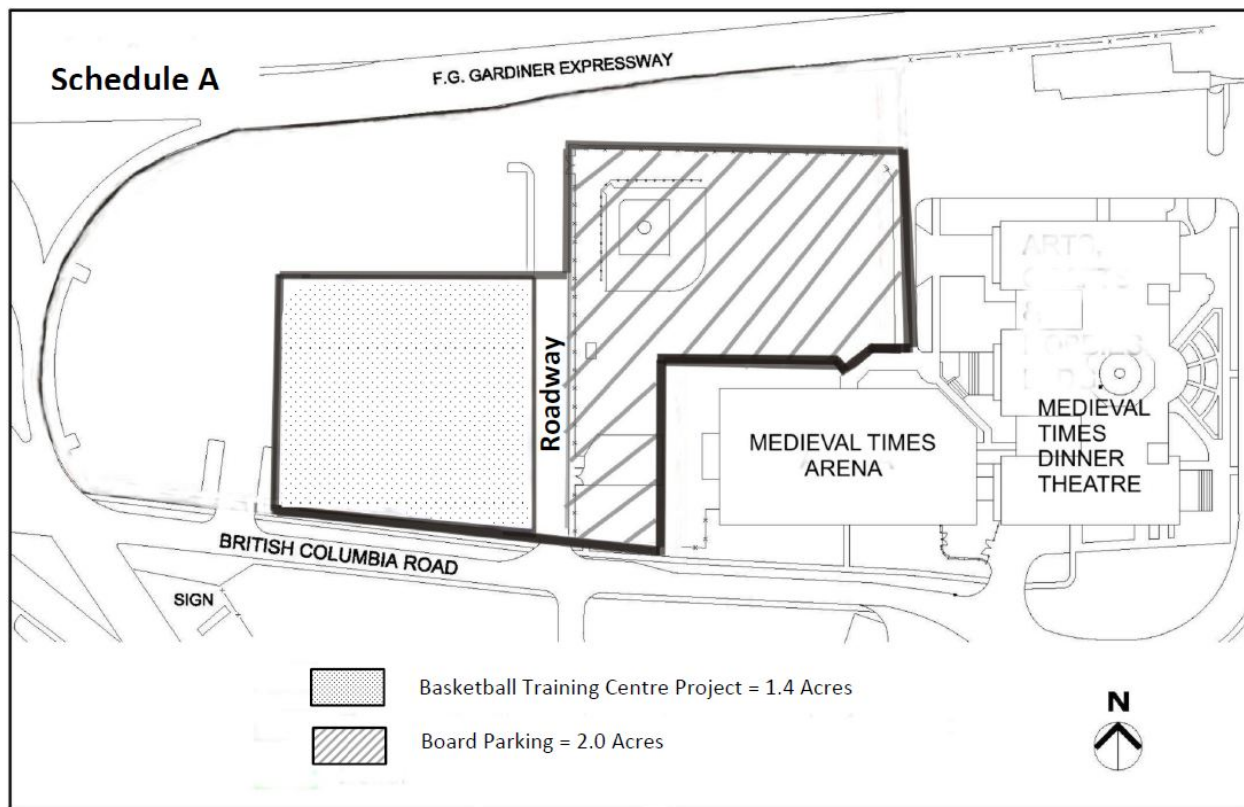 Schedule A
F.G. GARDINER EXPRESSWAY
Roadway
ARTS,
MEDIEVAL TIMES
ARENA
MEDIEVAL
TIMES
DINNER
THEATRE
BRITISH COLUMBIA ROAD
SIGN
Basketball Training Centre Project = 1.4 Acres
Board Parking = 2.0 Acres
N